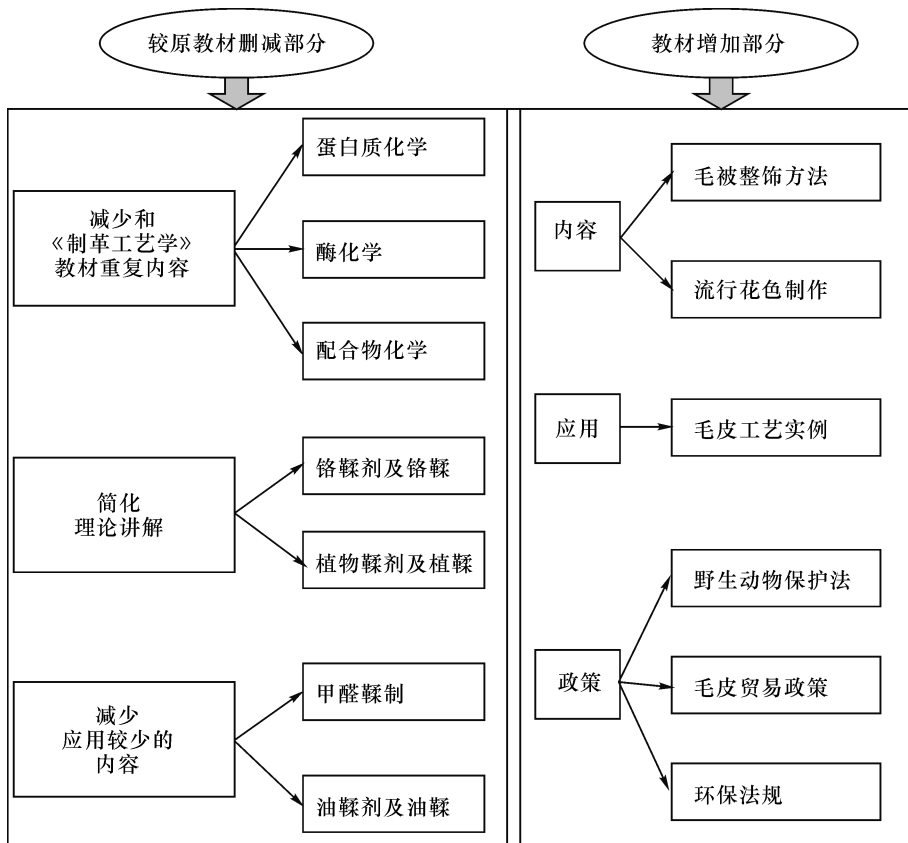 较原教材删减部分
教材增加部分
减少和
《制革工艺学》
教材重复内容
蛋白质化学
酶化学
配合物化学
简化
理论讲解
铬鞣剂及铬鞣
植物鞣剂及植鞣
减少
应用较少的
内容
甲醛鞣制
油鞣剂及油鞣
内容
毛被整饰方法
流行花色制作
应用
毛皮工艺实例
政策
野生动物保护法
毛皮贸易政策
环保法规